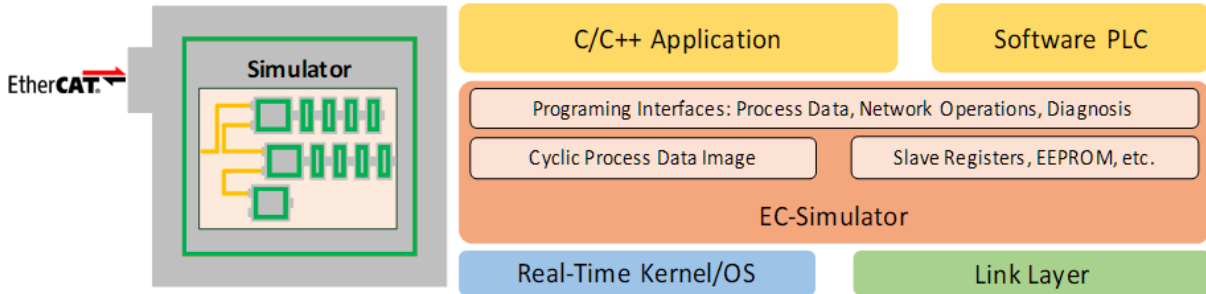 EtherCAT®
Simulator
C/C++ Application
Software PLC
Programing Interfaces: Process Data, Network Operations, Diagnosis
Cyclic Process Data Image
Slave Registers, EEPROM, etc.
EC-Simulator
Real-Time Kernel/OS
Link Layer